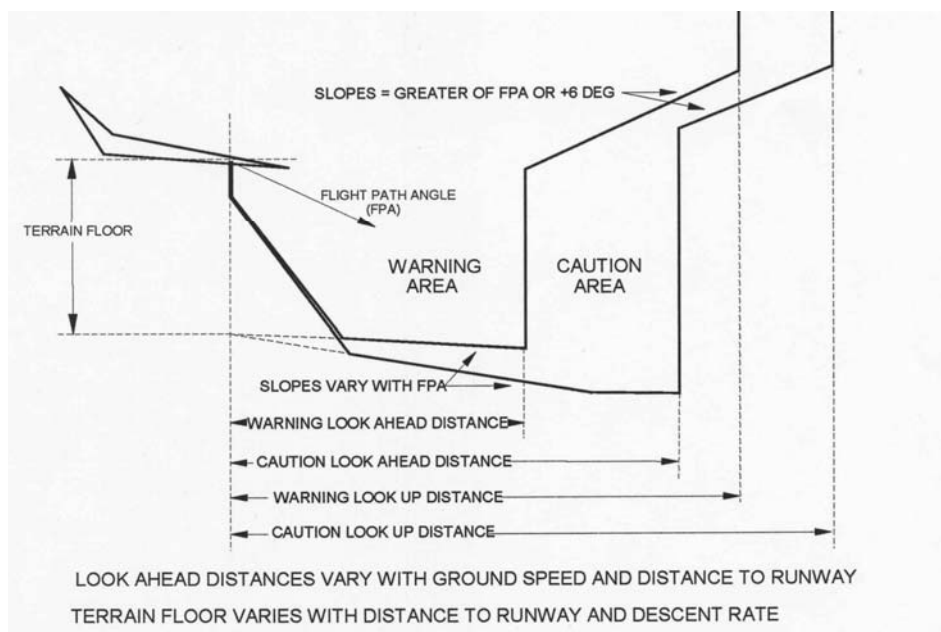 SLOPES = GREATER OF FPA OR +6 DEG
FLIGHT PATH ANGLE
(FPA)
TERRAIN FLOOR
WARNING
AREA
CAUTION
AREA
SLOPES VARY WITH FPA
WARNING LOOK AHEAD DISTANCE
CAUTION LOOK AHEAD DISTANCE
WARNING LOOK UP DISTANCE
CAUTION LOOK UP DISTANCE
LOOK AHEAD DISTANCES VARY WITH GROUND SPEED AND DISTANCE TO RUNWAY
TERRAIN FLOOR VARIES WITH DISTANCE TO RUNWAY AND DESCENT RATE